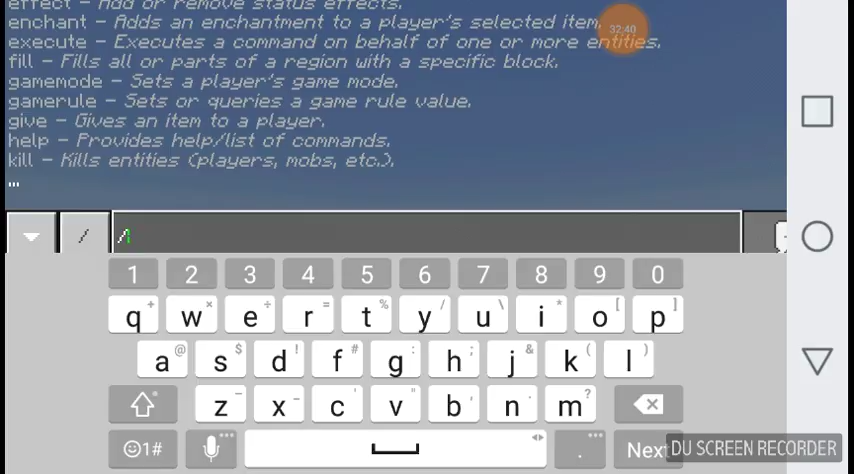 effect – Add or remove status effects.
enchant – Adds an enchantment to a player's selected item.
32:40
execute – Executes a command on behalf of one or more entities.
fill – Fills all or parts of a region with a specific block.
gamemode – Sets a player's game mode.
gamerule – Sets or queries a game rule value.
give – Gives an item to a player.
help – Provides help/list of commands.
kill – Kills entities (players, mobs, etc.).
...
/ /
1 2 3 4 5 6 7 8 9 0
q + w × e ÷ r = t % y / u \ i * o [ p ]
a @ s $ d ! f # g : h ; j & k ( l )
z – x - c ' v " b , n . m ?
☺1# . Next
DU SCREEN RECORDER